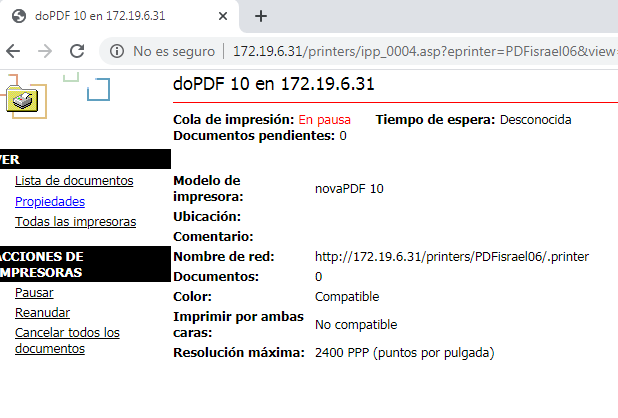 doPDF 10 en 172.19.6.31
No es seguro 172.19.6.31/printers/ipp_0004.asp?eprinter=PDFisrael06&view=
doPDF 10 en 172.19.6.31
Cola de impresión: En pausa Tiempo de espera: Desconocida
Documentos pendientes: 0
VER
Lista de documentos
Propiedades
Todas las impresoras
ACCIONES DE
IMPRESORAS
Pausar
Reanudar
Cancelar todos los
documentos
Modelo de
impresora: novaPDF 10
Ubicación:
Comentario:
Nombre de red: http://172.19.6.31/printers/PDFisrael06/.printer
Documentos: 0
Color: Compatible
Imprimir por ambas
caras: No compatible
Resolución máxima: 2400 PPP (puntos por pulgada)